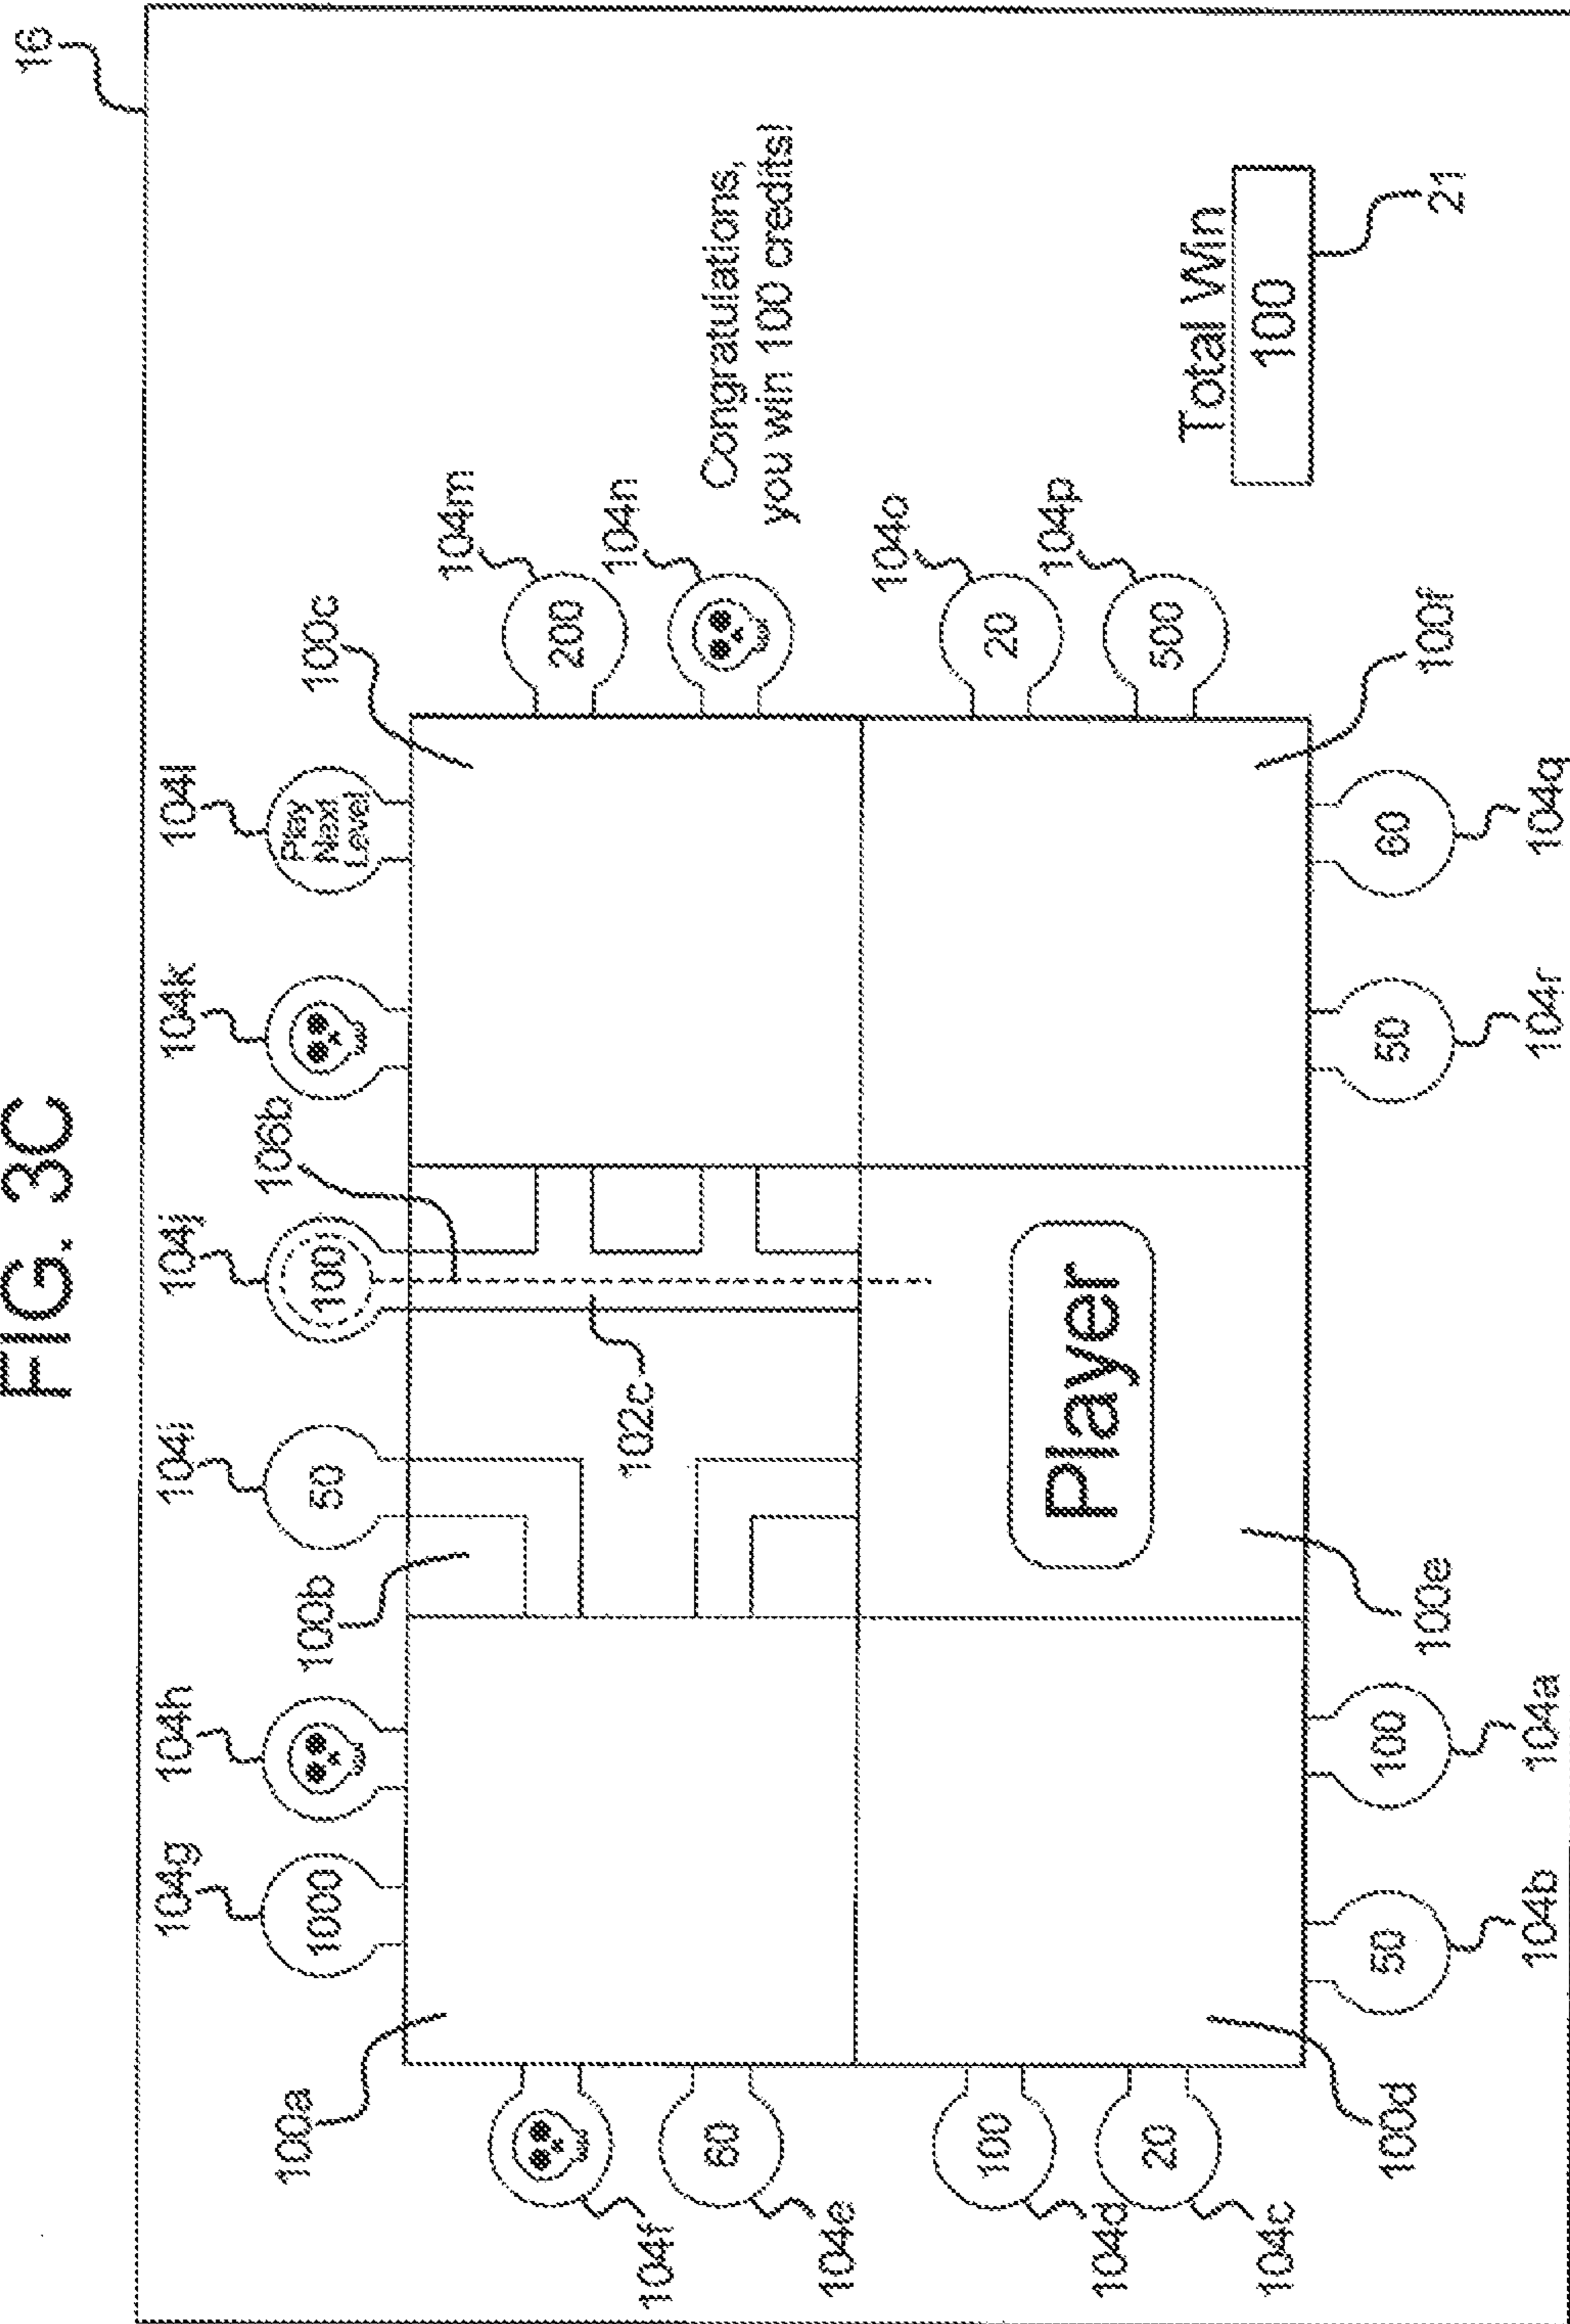 FIG. 3C
16
104g
104h
104i
104j
106b
104k
104l
1000
50
100
Play
Next
Level
100a
100b
102c
100c
104f
104e
60
104d
100
104c
20
200
104m
104n
20
104o
500
104p
Player
Congratulations,
you win 100 credits!
Total Win
100
21
100d
100e
100f
50
100
50
60
104b
104a
104r
104q